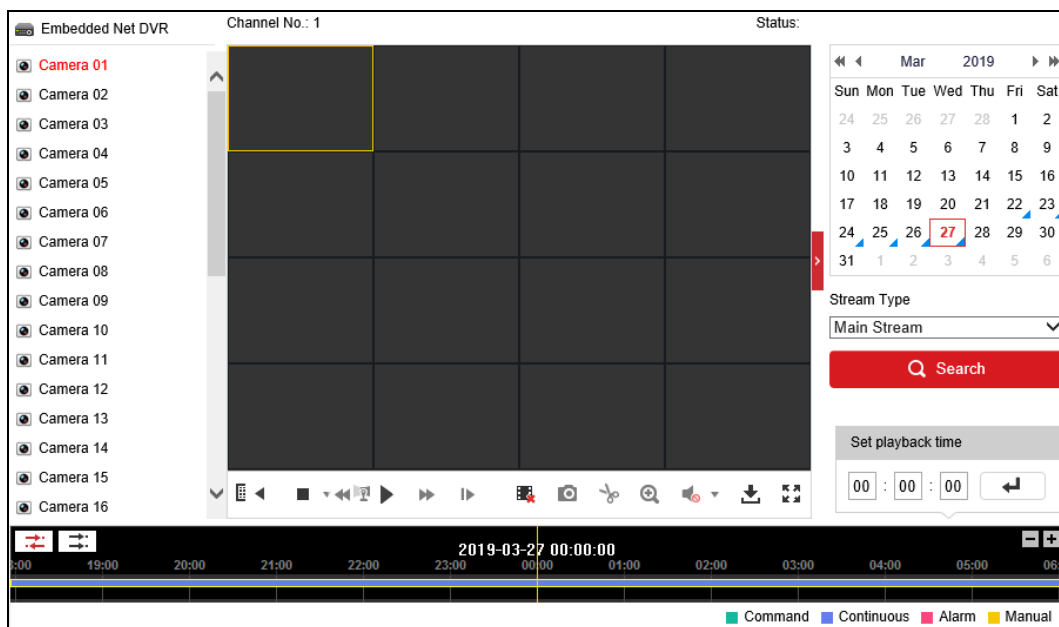 Embedded Net DVR
Channel No.: 1
Status:
Camera 01
Camera 02
Camera 03
Camera 04
Camera 05
Camera 06
Camera 07
Camera 08
Camera 09
Camera 10
Camera 11
Camera 12
Camera 13
Camera 14
Camera 15
Camera 16
Mar 2019
Sun Mon Tue Wed Thu Fri Sat
24 25 26 27 28 1 2
3 4 5 6 7 8 9
10 11 12 13 14 15 16
17 18 19 20 21 22 23
24 25 26 27 28 29 30
31 1 2 3 4 5 6
Stream Type
Main Stream
Search
Set playback time
00 : 00 : 00
2019-03-27 00:00:00
:00 19:00 20:00 21:00 22:00 23:00 00:00 01:00 02:00 03:00 04:00 05:00 06:
Command Continuous Alarm Manual